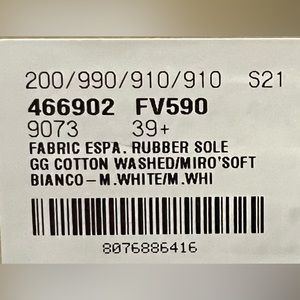 200/990/910/910 S21
466902 FV590
9073 39+
FABRIC ESPA. RUBBER SOLE
GG COTTON WASHED/MIRO'SOFT
BIANCO-M.WHITE/M.WHI
8076886416